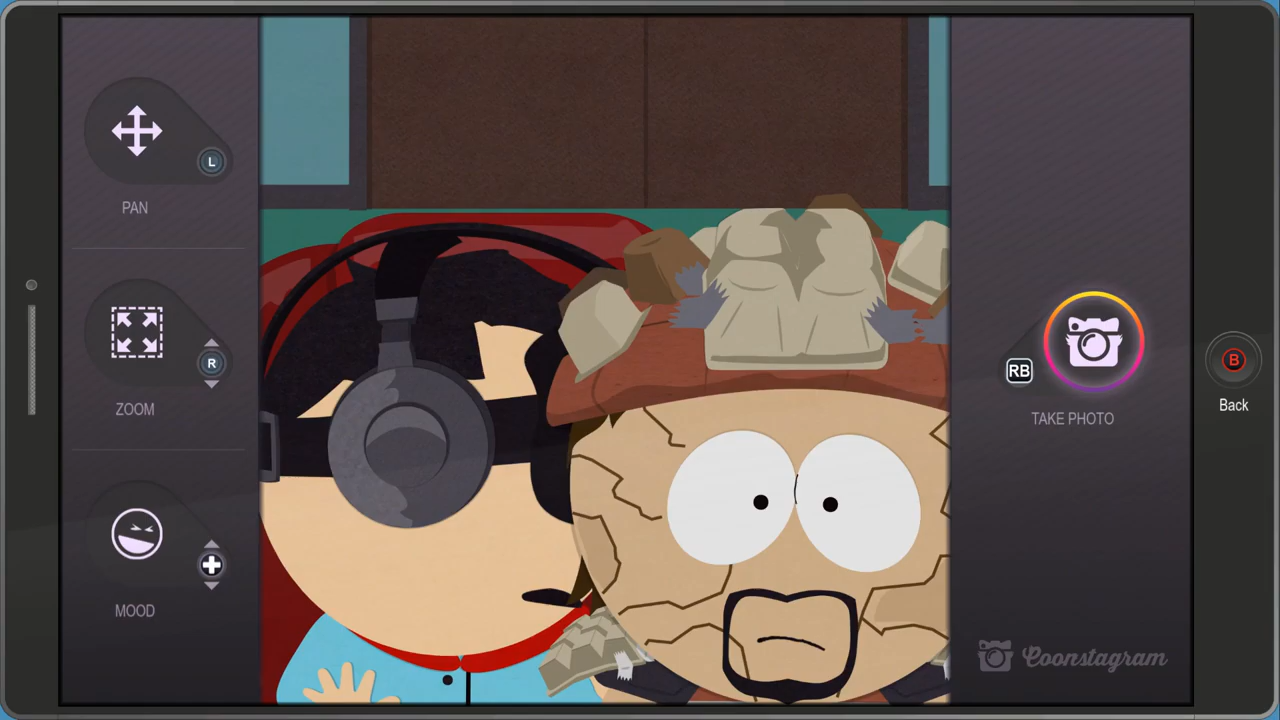 L
PAN
R
ZOOM
MOOD
RB
TAKE PHOTO
B
Back
Coonstagram